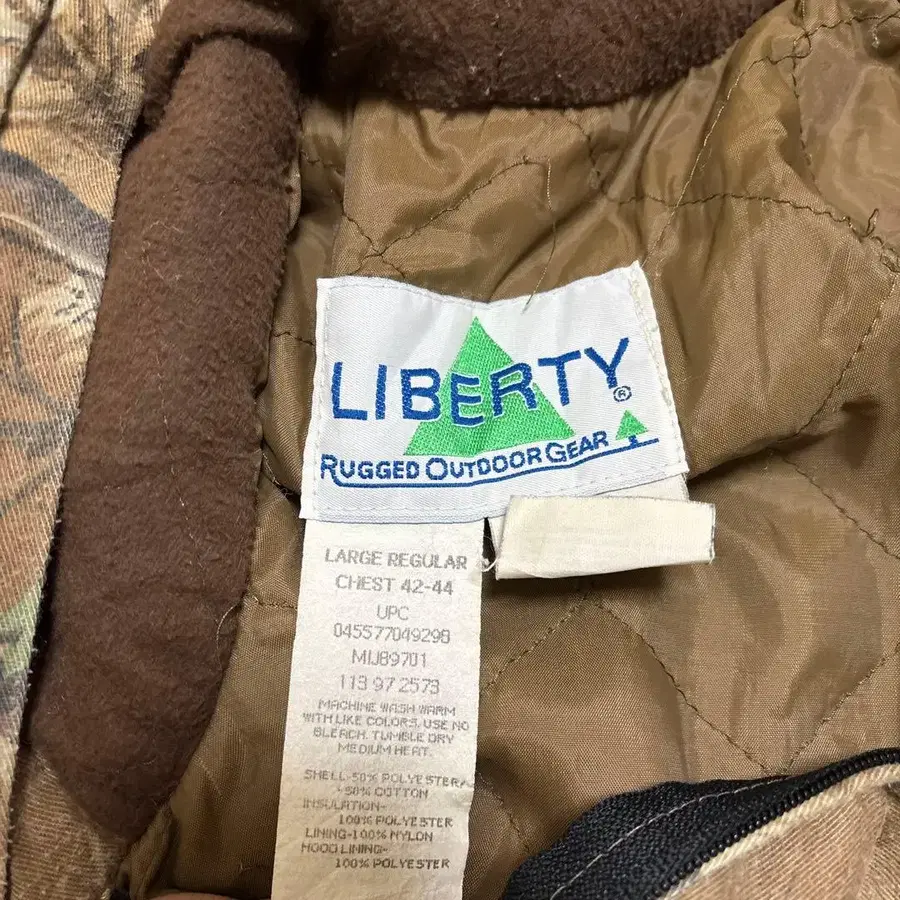 LIBERTY®
RUGGED OUTDOOR GEAR
LARGE REGULAR
CHEST 42-44
UPC
045577049298
MIJ89701
113 97 2573
MACHINE WASH WARM
WITH LIKE COLORS. USE NO
BLEACH. TUMBLE DRY
MEDIUM HEAT.
SHELL-50% POLYESTER/
-50% COTTON
INSULATION-
100% POLYESTER
LINING-100% NYLON
HOOD LINING-
100% POLYESTER